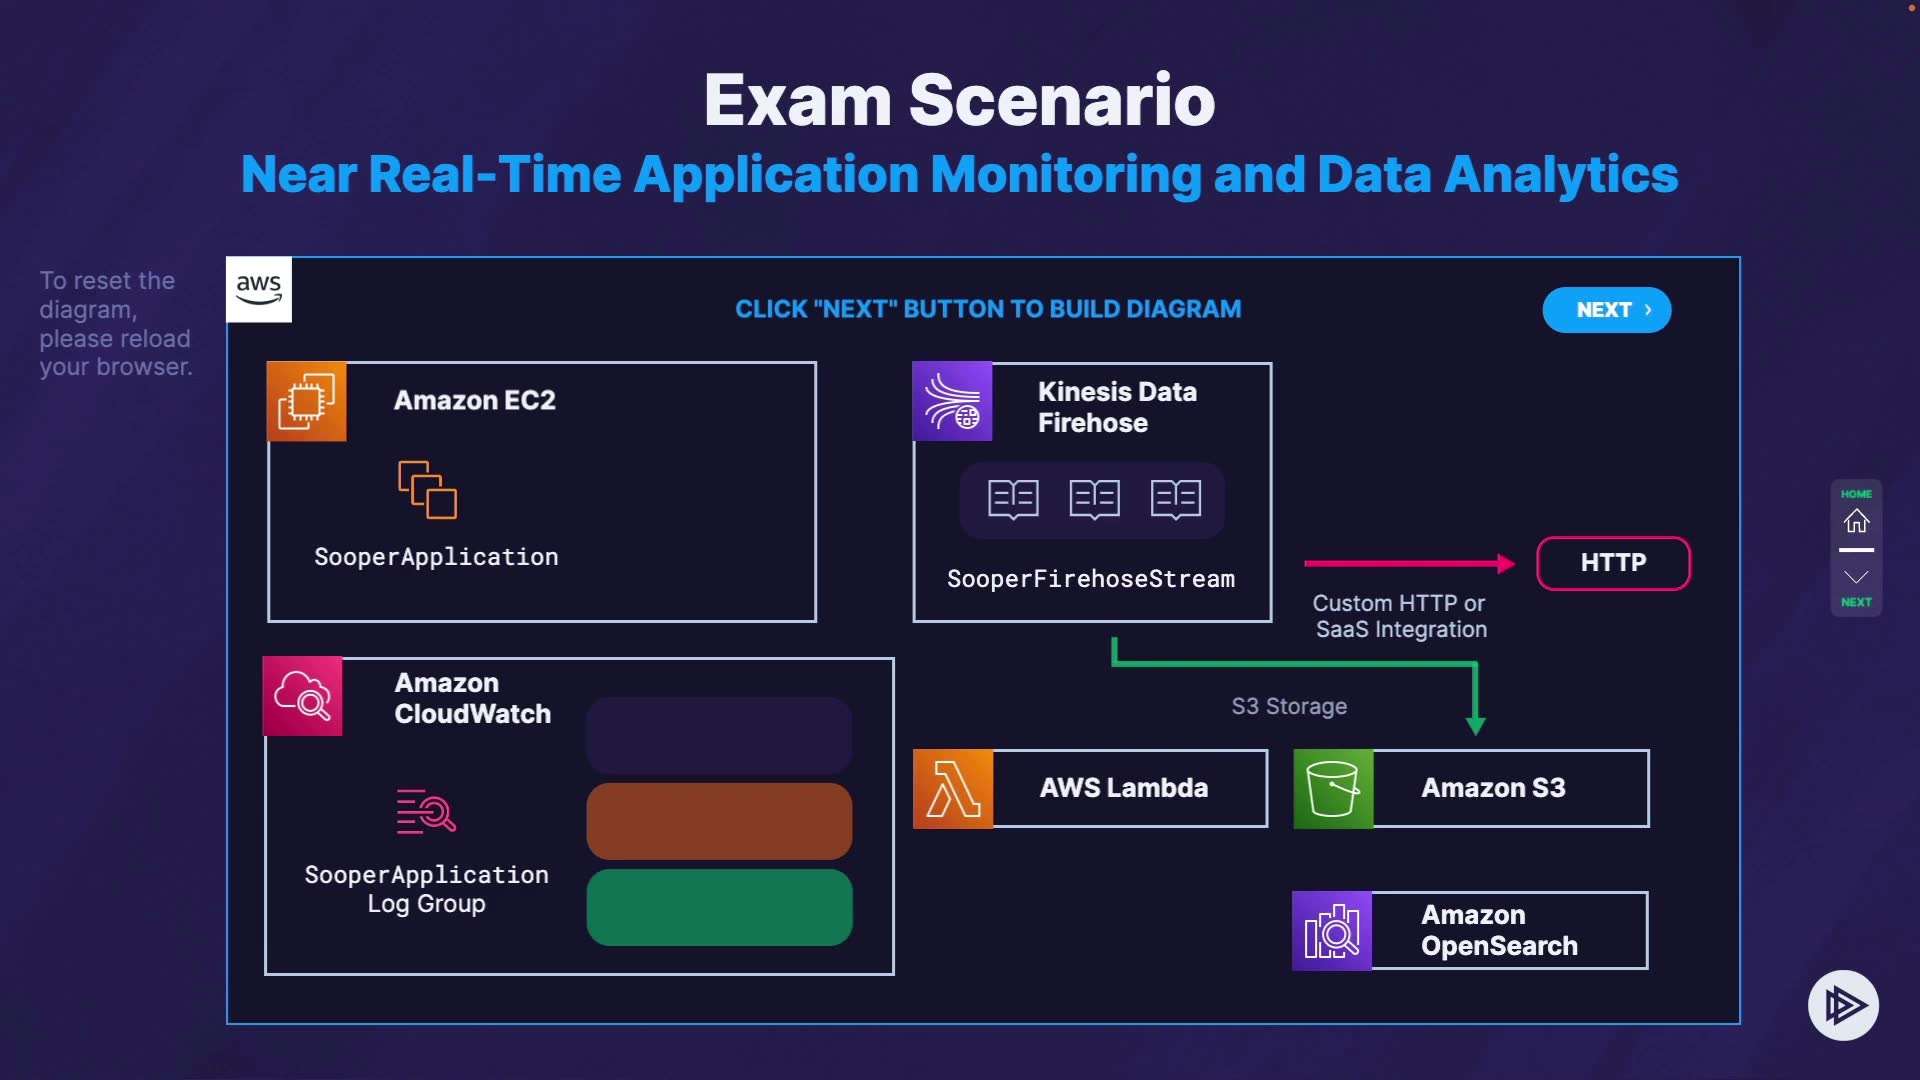 Exam Scenario
Near Real-Time Application Monitoring and Data Analytics
To reset the
diagram,
please reload
your browser.
aws
CLICK "NEXT" BUTTON TO BUILD DIAGRAM
NEXT ›
Amazon EC2
SooperApplication
Kinesis Data
Firehose
SooperFirehoseStream
HTTP
Custom HTTP or
SaaS Integration
HOME
NEXT
Amazon
CloudWatch
SooperApplication
Log Group
S3 Storage
AWS Lambda
Amazon S3
Amazon
OpenSearch